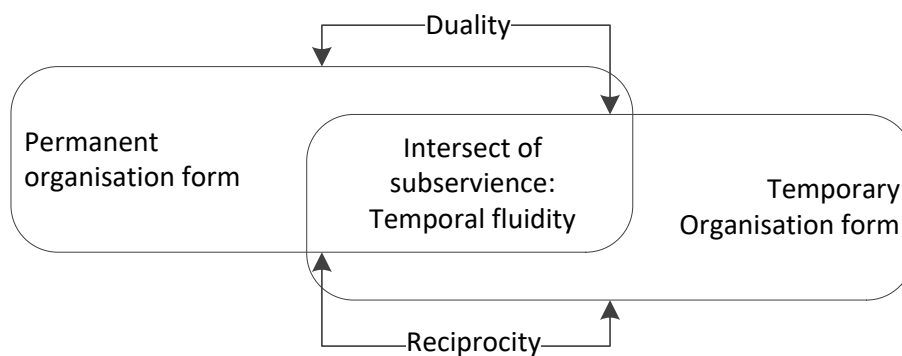 Duality
Permanent
organisation form
Intersect of
subservience:
Temporal fluidity
Temporary
Organisation form
Reciprocity